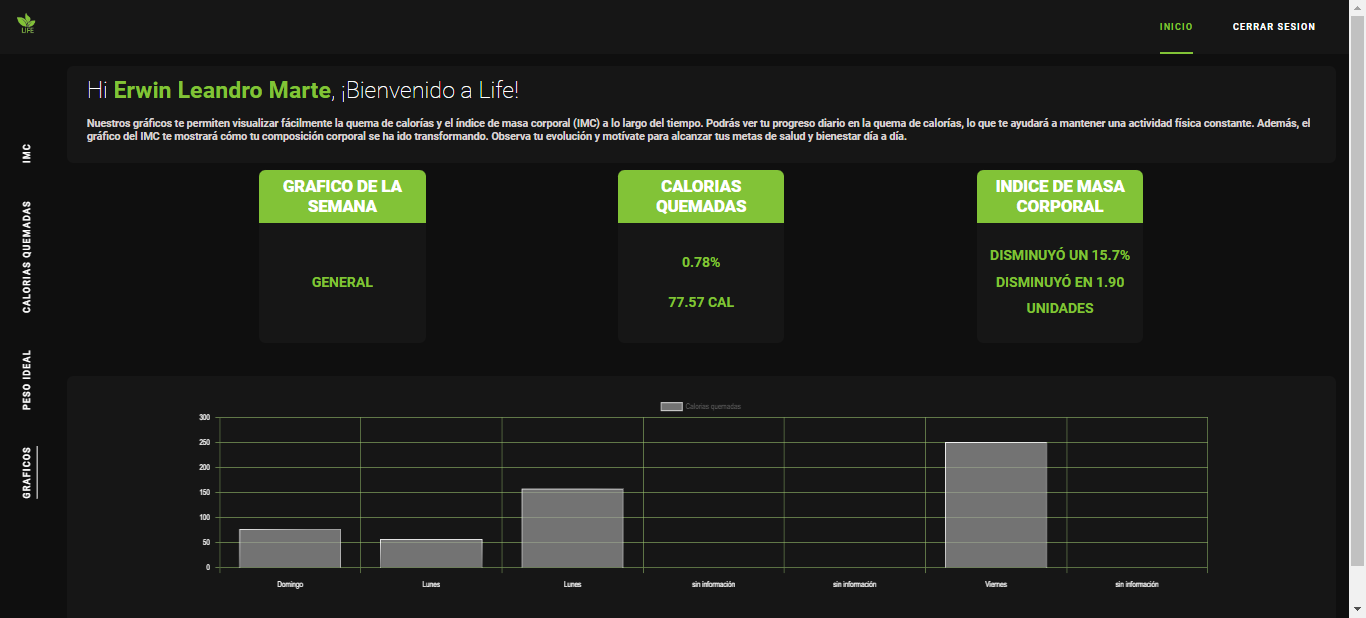 LIFE
INICIO
CERRAR SESION
Hi Erwin Leandro Marte, ¡Bienvenido a Life!
Nuestros gráficos te permiten visualizar fácilmente la quema de calorías y el índice de masa corporal (IMC) a lo largo del tiempo. Podrás ver tu progreso diario en la quema de calorías, lo que te ayudará a mantener una actividad física constante. Además, el
gráfico del IMC te mostrará cómo tu composición corporal se ha ido transformando. Observa tu evolución y motívate para alcanzar tus metas de salud y bienestar día a día.
IMC
CALORIAS QUEMADAS
PESO IDEAL
GRAFICOS
GRAFICO DE LA
SEMANA
GENERAL
CALORIAS
QUEMADAS
0.78%
77.57 CAL
INDICE DE MASA
CORPORAL
DISMINUYÓ UN 15.7%
DISMINUYÓ EN 1.90
UNIDADES
Calorias quemadas
300
250
200
150
100
50
0
Domingo
Lunes
Lunes
sin información
sin información
Viernes
sin información